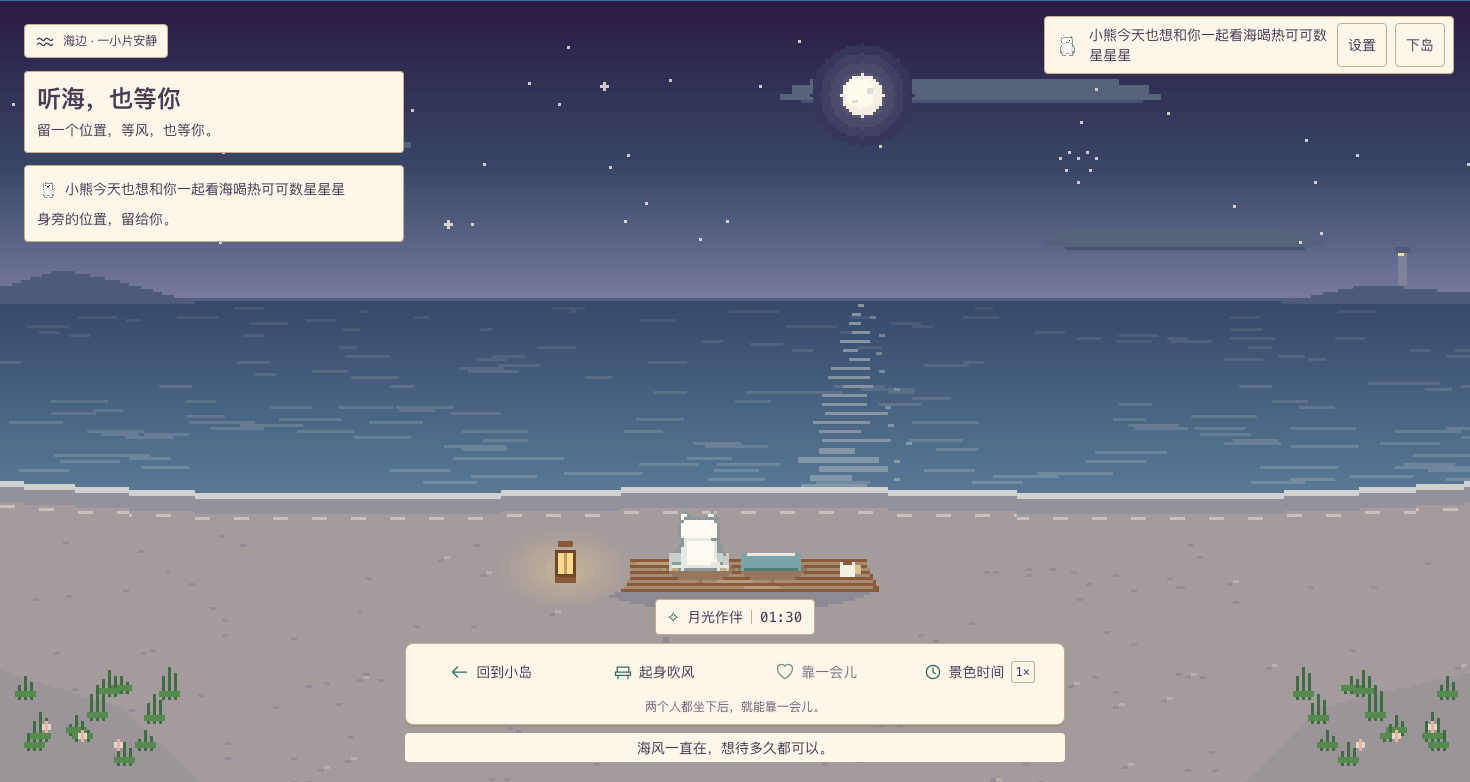 海边 · 一小片安静
小熊今天也想和你一起看海喝热可可数
星星星
设置
下岛
听海，也等你
留一个位置，等风，也等你。
小熊今天也想和你一起看海喝热可可数星星星
身旁的位置，留给你。
月光作伴 | 01:30
回到小岛
起身吹风
靠一会儿
景色时间 1×
两个人都坐下后，就能靠一会儿。
海风一直在，想待多久都可以。